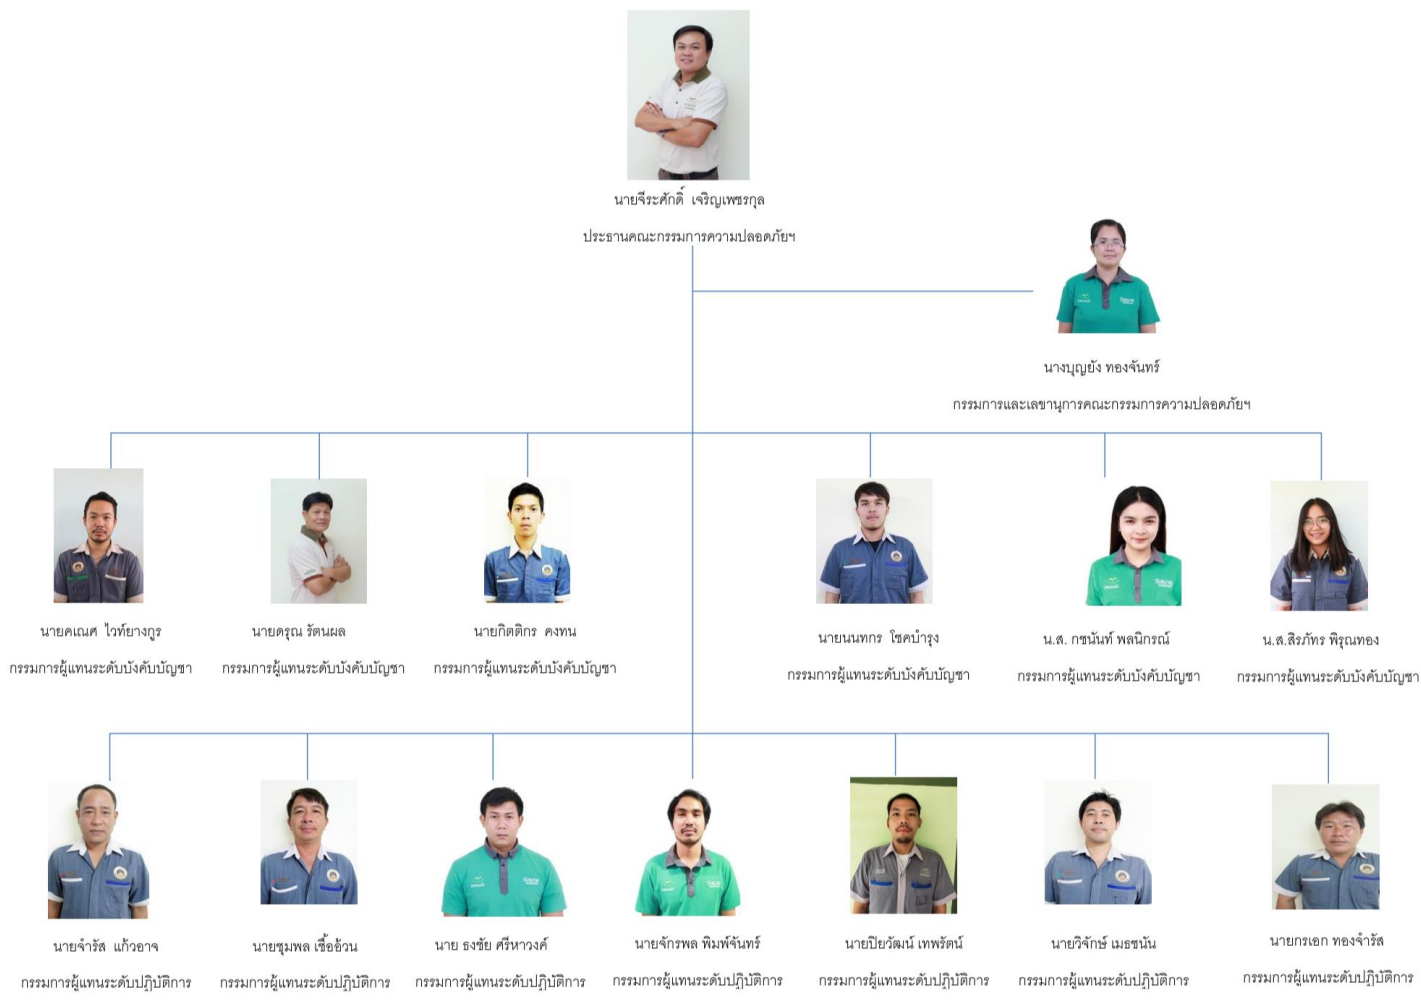 นายจีระศักดิ์ เจริญเพชรกุล
ประธานคณะกรรมการความปลอดภัยฯ
นางบุญยัง ทองจันทร์
กรรมการและเลขานุการคณะกรรมการความปลอดภัยฯ
นายคเณศ ไวท์ยางกูร
กรรมการผู้แทนระดับบังคับบัญชา
นายดรุณ รัตนผล
กรรมการผู้แทนระดับบังคับบัญชา
นายกิตติกร คงทน
กรรมการผู้แทนระดับบังคับบัญชา
นายนนทกร โชคบำรุง
กรรมการผู้แทนระดับบังคับบัญชา
น.ส. กชนันท์ พลนิกรณ์
กรรมการผู้แทนระดับบังคับบัญชา
น.ส.สิรภัทร พิรุณทอง
กรรมการผู้แทนระดับบังคับบัญชา
นายจำรัส แก้วอาจ
กรรมการผู้แทนระดับปฏิบัติการ
นายชุมพล เชื้ออ้วน
กรรมการผู้แทนระดับปฏิบัติการ
นาย ธงชัย ศรีหาวงค์
กรรมการผู้แทนระดับปฏิบัติการ
นายจักรพล พิมพ์จันทร์
กรรมการผู้แทนระดับปฏิบัติการ
นายปิยวัฒน์ เทพรัตน์
กรรมการผู้แทนระดับปฏิบัติการ
นายวิจักษ์ เมธชนัน
กรรมการผู้แทนระดับปฏิบัติการ
นายกรเอก ทองจำรัส
กรรมการผู้แทนระดับปฏิบัติการ